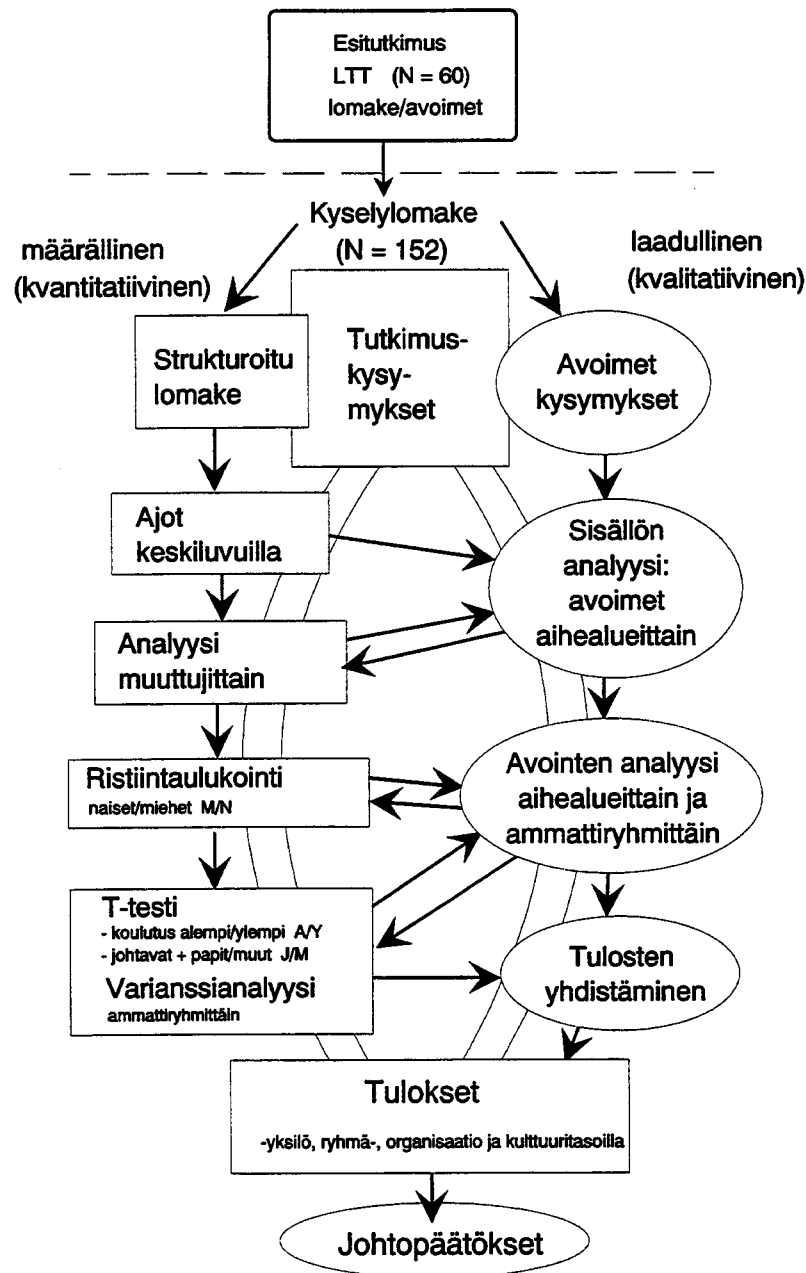 Esitutkimus
LTT (N = 60)
lomake/avoimet
Kyselylomake
(N = 152)
määrällinen
(kvantitatiivinen)
laadullinen
(kvalitatiivinen)
Strukturoitu
lomake
Tutkimus-
kysy-
mykset
Avoimet
kysymykset
Ajot
keskiluvuilla
Sisällön
analyysi:
avoimet
aihealueittain
Analyysi
muuttujittain
Ristiintaulukointi
naiset/miehet M/N
Avointen analyysi
aihealueittain ja
ammattiryhmittäin
T-testi
- koulutus alempi/ylempi A/Y
- johtavat + papit/muut J/M
Varianssianalyysi
ammattiryhmittäin
Tulosten
yhdistäminen
Tulokset
-yksilö, ryhmä-, organisaatio ja kulttuuritasoilla
Johtopäätökset